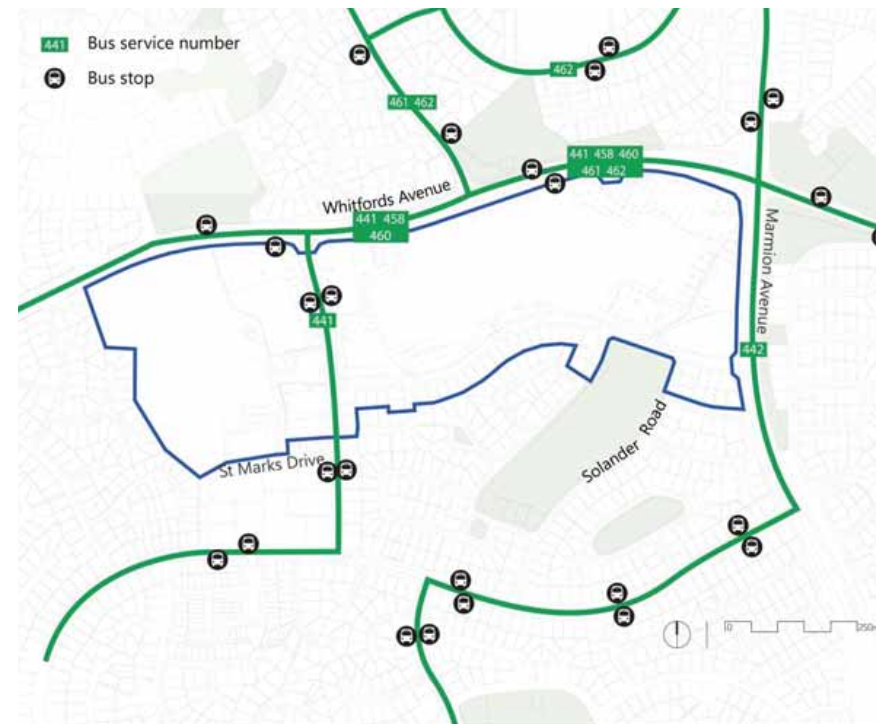 441 Bus service number
Bus stop
462
461 462
441 458 460
461 462
Whitfords Avenue
441 458
460
Marmion Avenue
441
442
Solander Road
St Marks Drive
0